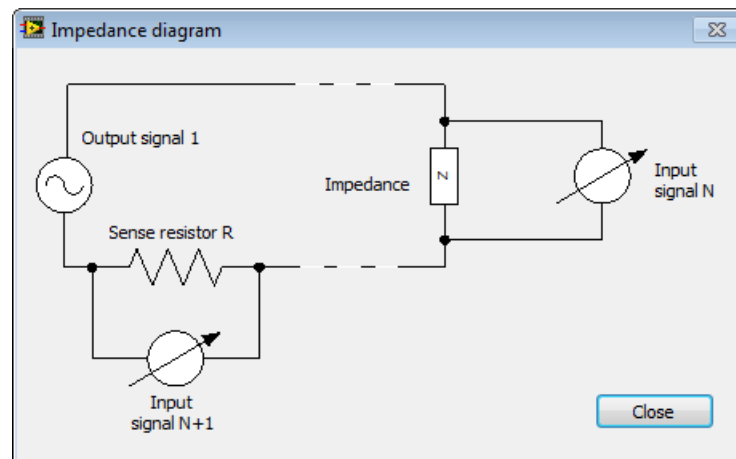 Impedance diagram
Output signal 1
Impedance
Z
Input
signal N
Sense resistor R
Input
signal N+1
Close